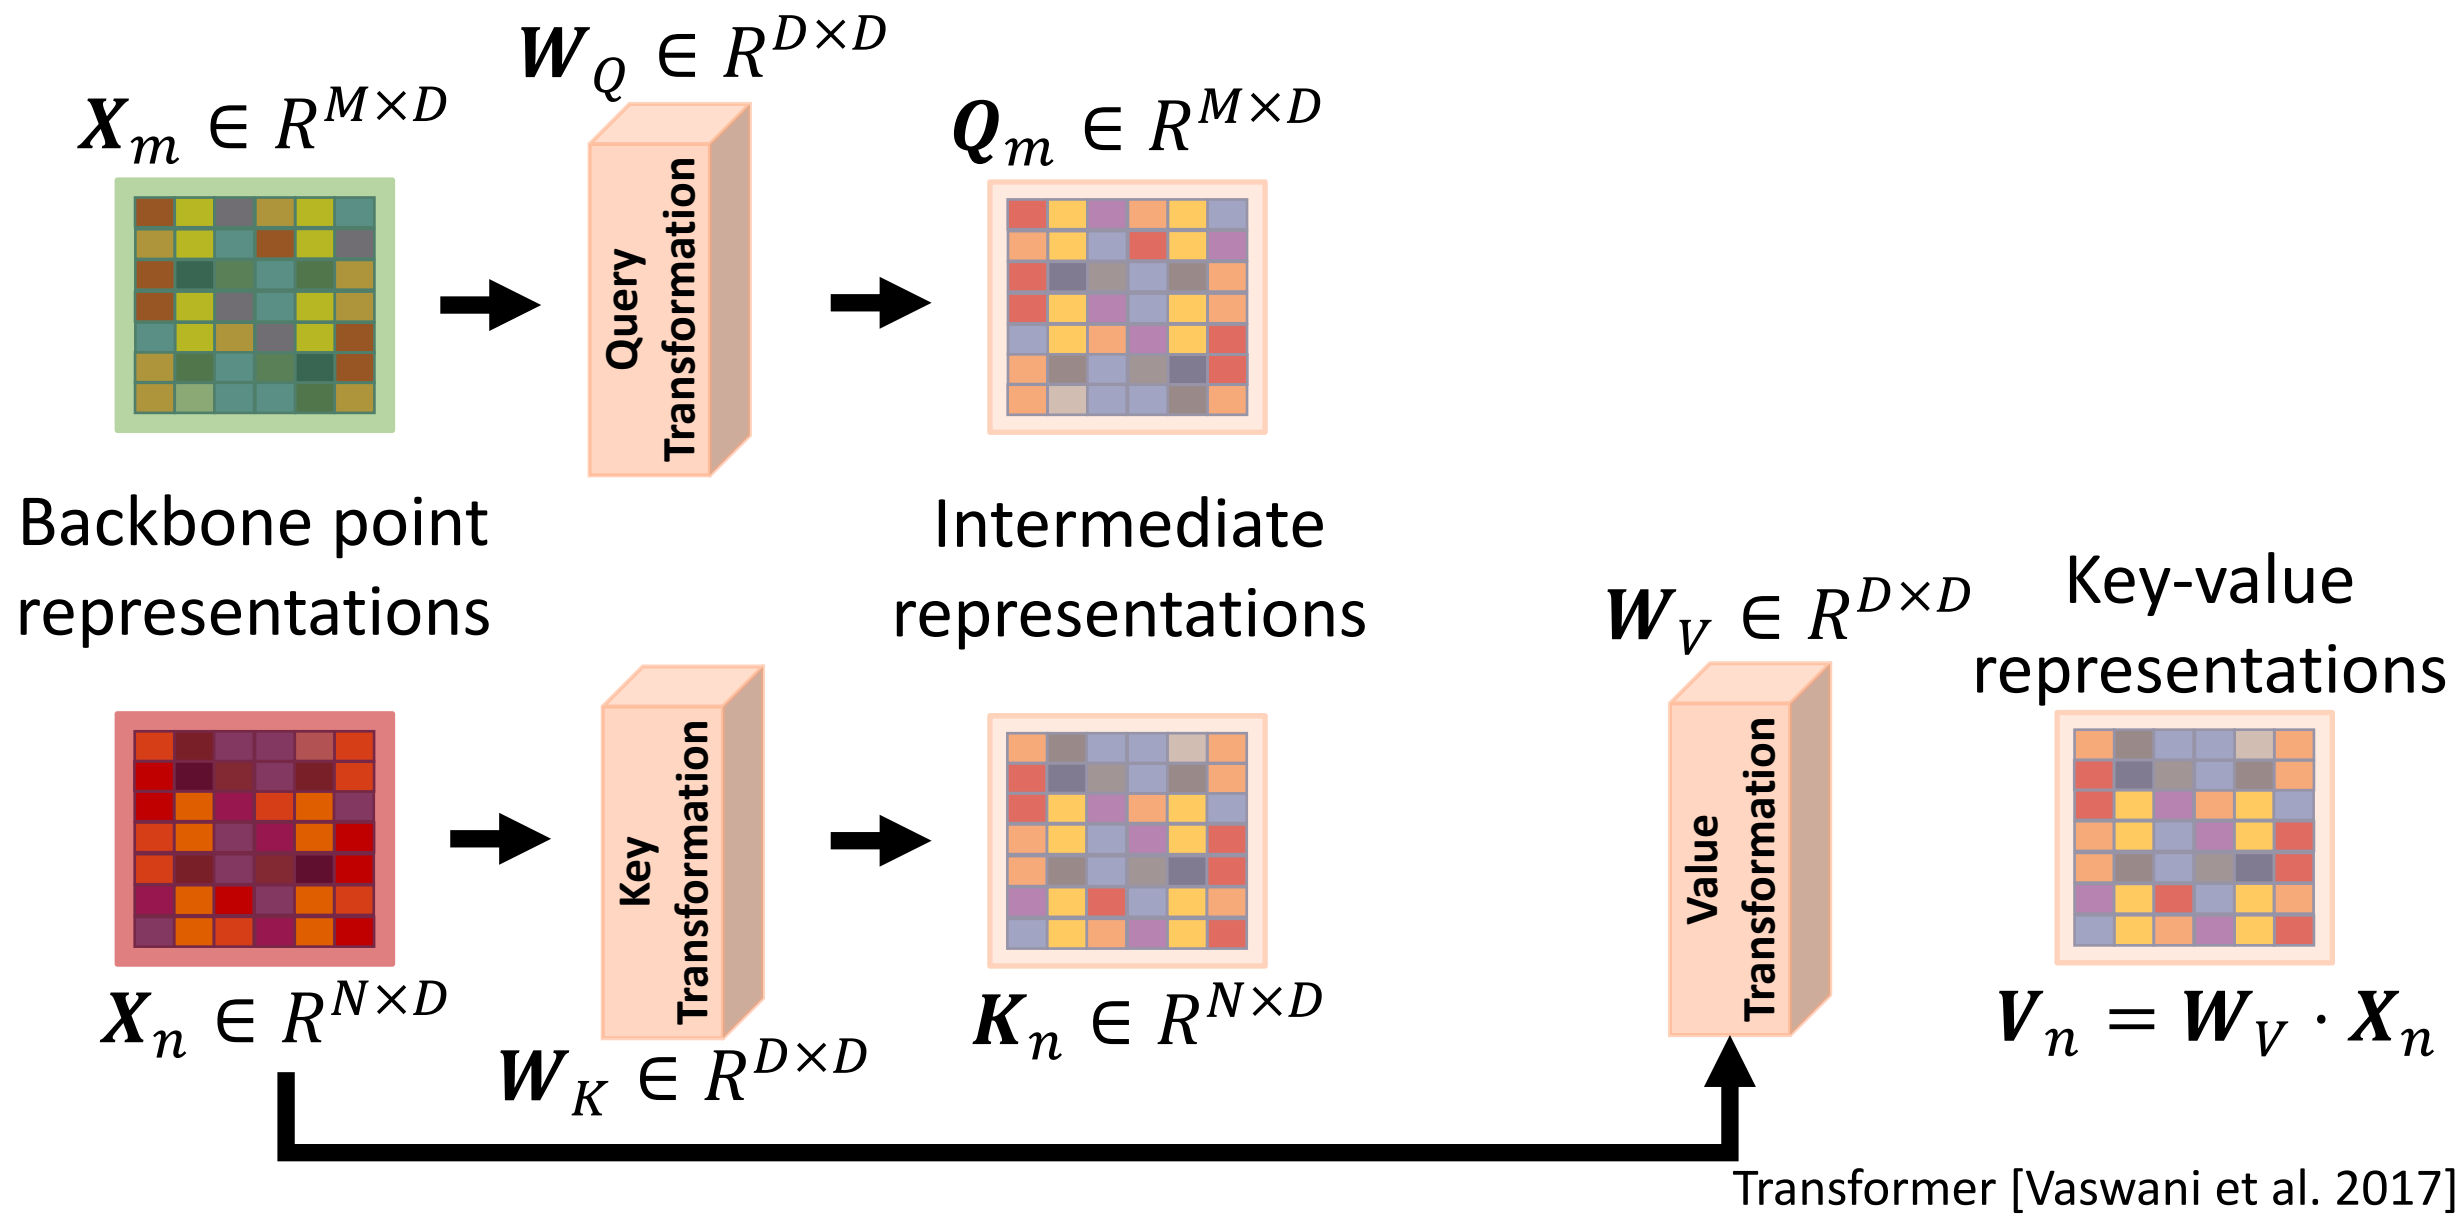 W_Q ∈ R^{D×D}
X_m ∈ R^{M×D}
Q_m ∈ R^{M×D}
Query
Transformation
Backbone point
representations
Intermediate
representations
Key-value
representations
W_V ∈ R^{D×D}
Key
Transformation
Value
Transformation
X_n ∈ R^{N×D}
K_n ∈ R^{N×D}
V_n = W_V · X_n
W_K ∈ R^{D×D}
Transformer [Vaswani et al. 2017]